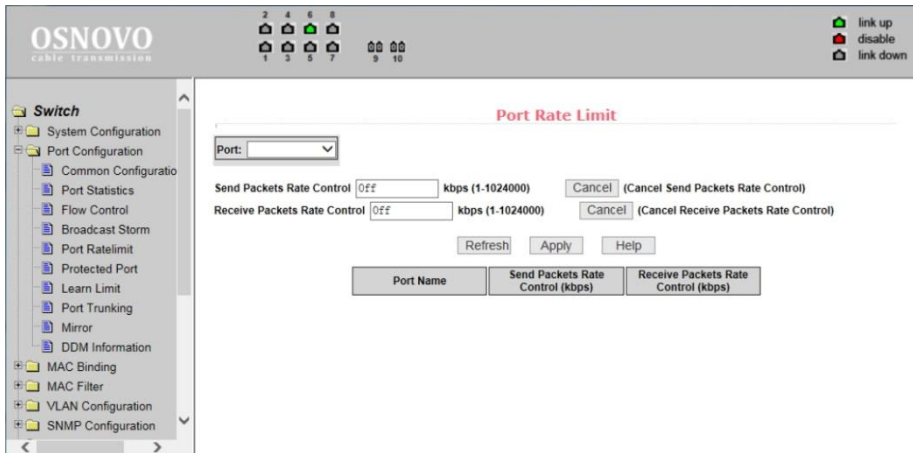 2 4 6 8
1 3 5 7 9 10
OSNOVO
cable transmission
link up
disable
link down
Switch
System Configuration
Port Configuration
Common Configuratio
Port Statistics
Flow Control
Broadcast Storm
Port Ratelimit
Protected Port
Learn Limit
Port Trunking
Mirror
DDM Information
MAC Binding
MAC Filter
VLAN Configuration
SNMP Configuration
Port Rate Limit
Port:
Send Packets Rate Control Off kbps (1-1024000) Cancel (Cancel Send Packets Rate Control)
Receive Packets Rate Control Off kbps (1-1024000) Cancel (Cancel Receive Packets Rate Control)
Refresh Apply Help
Port Name
Send Packets Rate
Control (kbps)
Receive Packets Rate
Control (kbps)